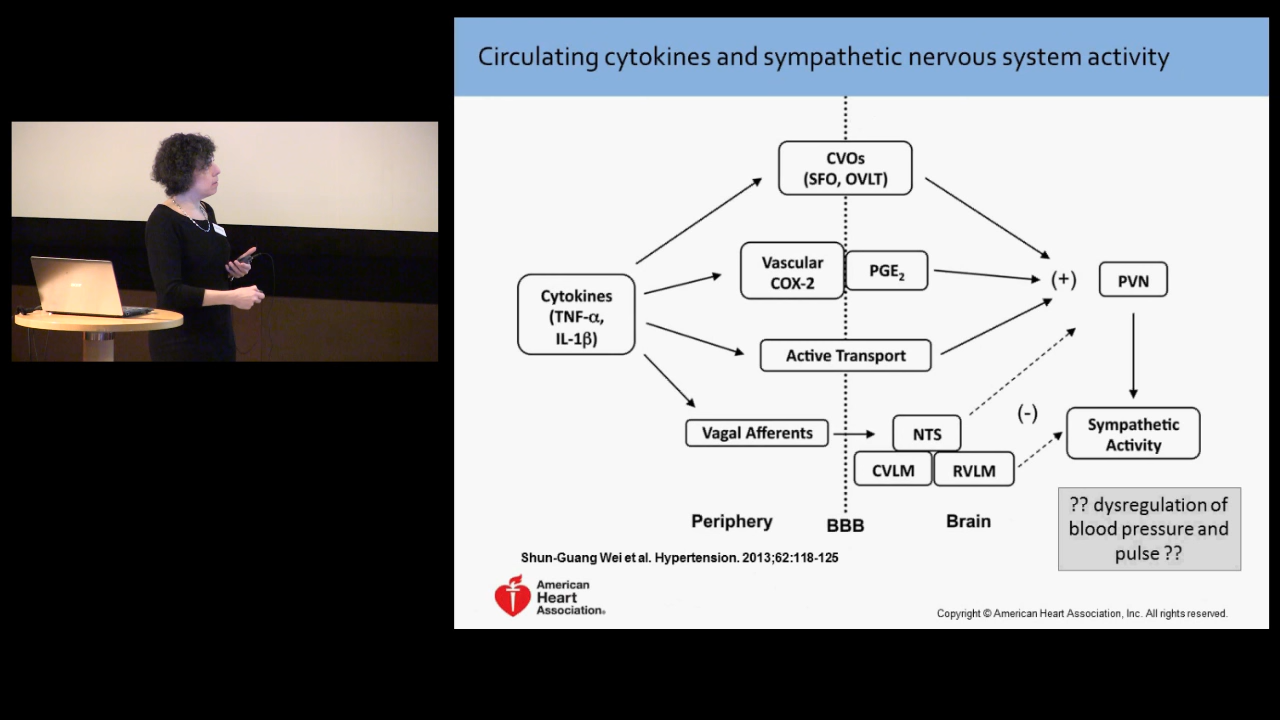 Circulating cytokines and sympathetic nervous system activity
CVOs
(SFO, OVLT)
Vascular
COX-2
PGE₂
(+)
PVN
Cytokines
(TNF-α,
IL-1β)
Active Transport
Vagal Afferents
NTS
CVLM
RVLM
(-)
Sympathetic
Activity
Periphery
BBB
Brain
?? dysregulation of
blood pressure and
pulse ??
Shun-Guang Wei et al. Hypertension. 2013;62:118-125
American
Heart
Association®
Copyright © American Heart Association, Inc. All rights reserved.